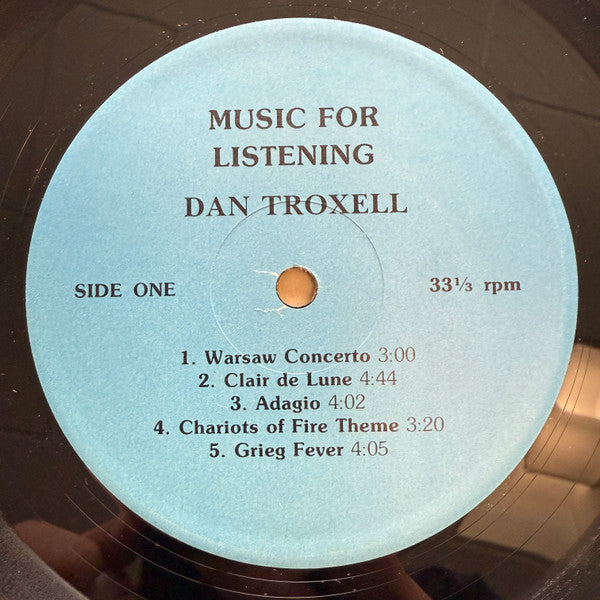 MUSIC FOR
LISTENING
DAN TROXELL
SIDE ONE 33⅓ rpm
1. Warsaw Concerto 3:00
2. Clair de Lune 4:44
3. Adagio 4:02
4. Chariots of Fire Theme 3:20
5. Grieg Fever 4:05